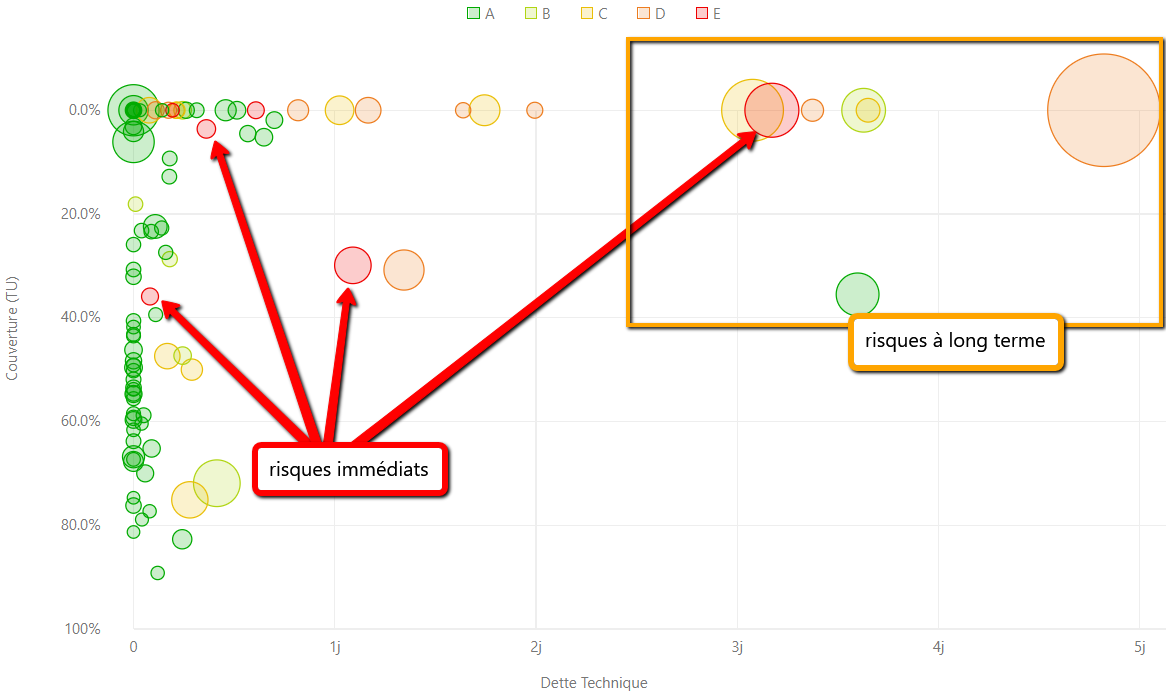 A B C D E
0.0%
20.0%
40.0%
60.0%
80.0%
100%
Couverture (TU)
risques à long terme
risques immédiats
0 1j 2j 3j 4j 5j
Dette Technique